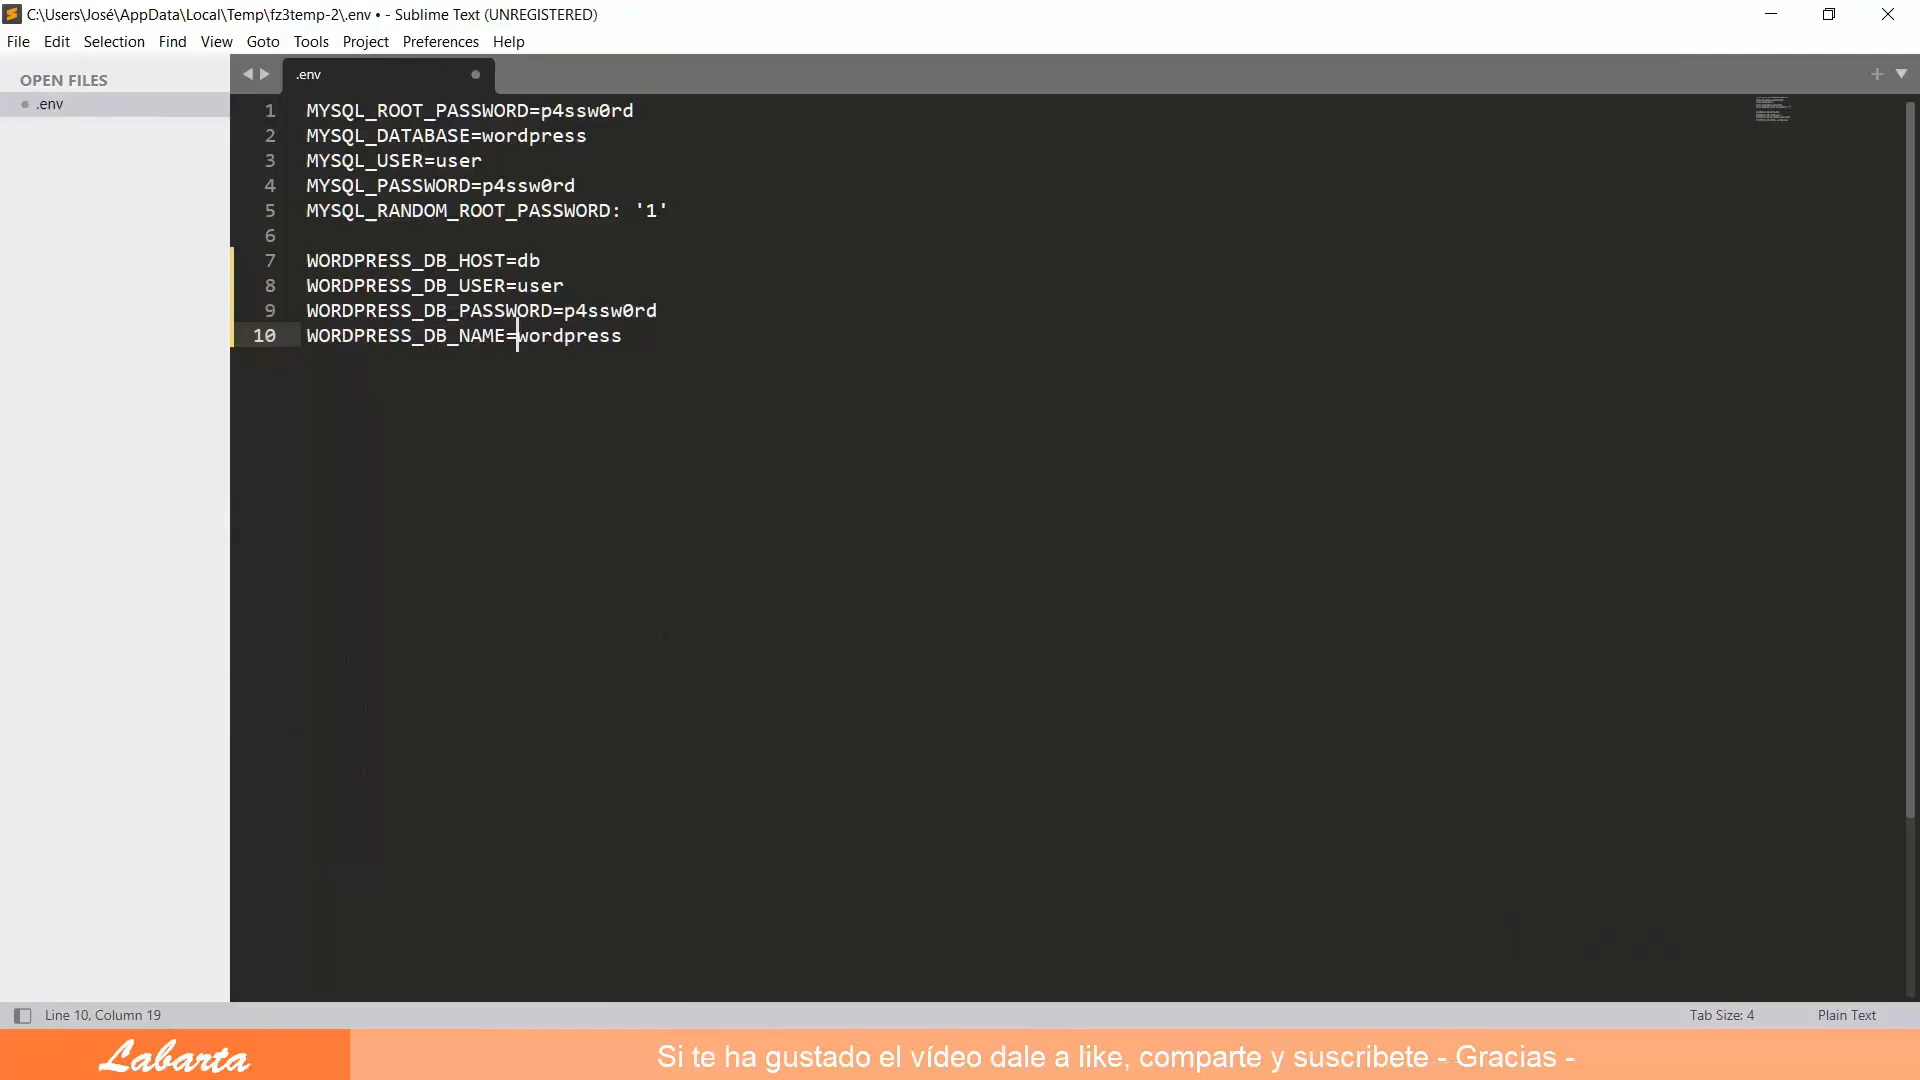 C:\Users\José\AppData\Local\Temp\fz3temp-2\.env • - Sublime Text (UNREGISTERED)
File Edit Selection Find View Goto Tools Project Preferences Help
OPEN FILES
.env
.env
1 MYSQL_ROOT_PASSWORD=p4ssw0rd
2 MYSQL_DATABASE=wordpress
3 MYSQL_USER=user
4 MYSQL_PASSWORD=p4ssw0rd
5 MYSQL_RANDOM_ROOT_PASSWORD: '1'
6
7 WORDPRESS_DB_HOST=db
8 WORDPRESS_DB_USER=user
9 WORDPRESS_DB_PASSWORD=p4ssw0rd
10 WORDPRESS_DB_NAME=wordpress
Line 10, Column 19 Tab Size: 4 Plain Text
Labarta Si te ha gustado el vídeo dale a like, comparte y suscribete - Gracias -